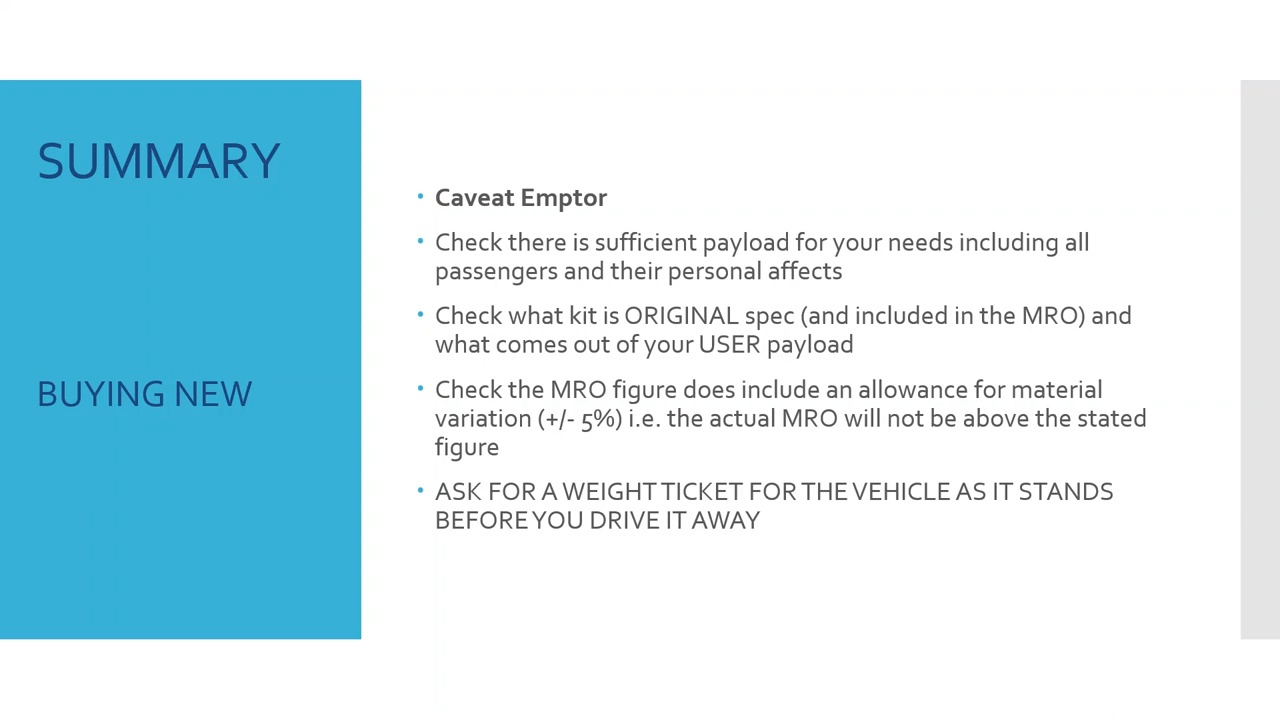 SUMMARY
BUYING NEW
• Caveat Emptor
• Check there is sufficient payload for your needs including all
passengers and their personal affects
• Check what kit is ORIGINAL spec (and included in the MRO) and
what comes out of your USER payload
• Check the MRO figure does include an allowance for material
variation (+/- 5%) i.e. the actual MRO will not be above the stated
figure
• ASK FOR A WEIGHT TICKET FOR THE VEHICLE AS IT STANDS
BEFORE YOU DRIVE IT AWAY